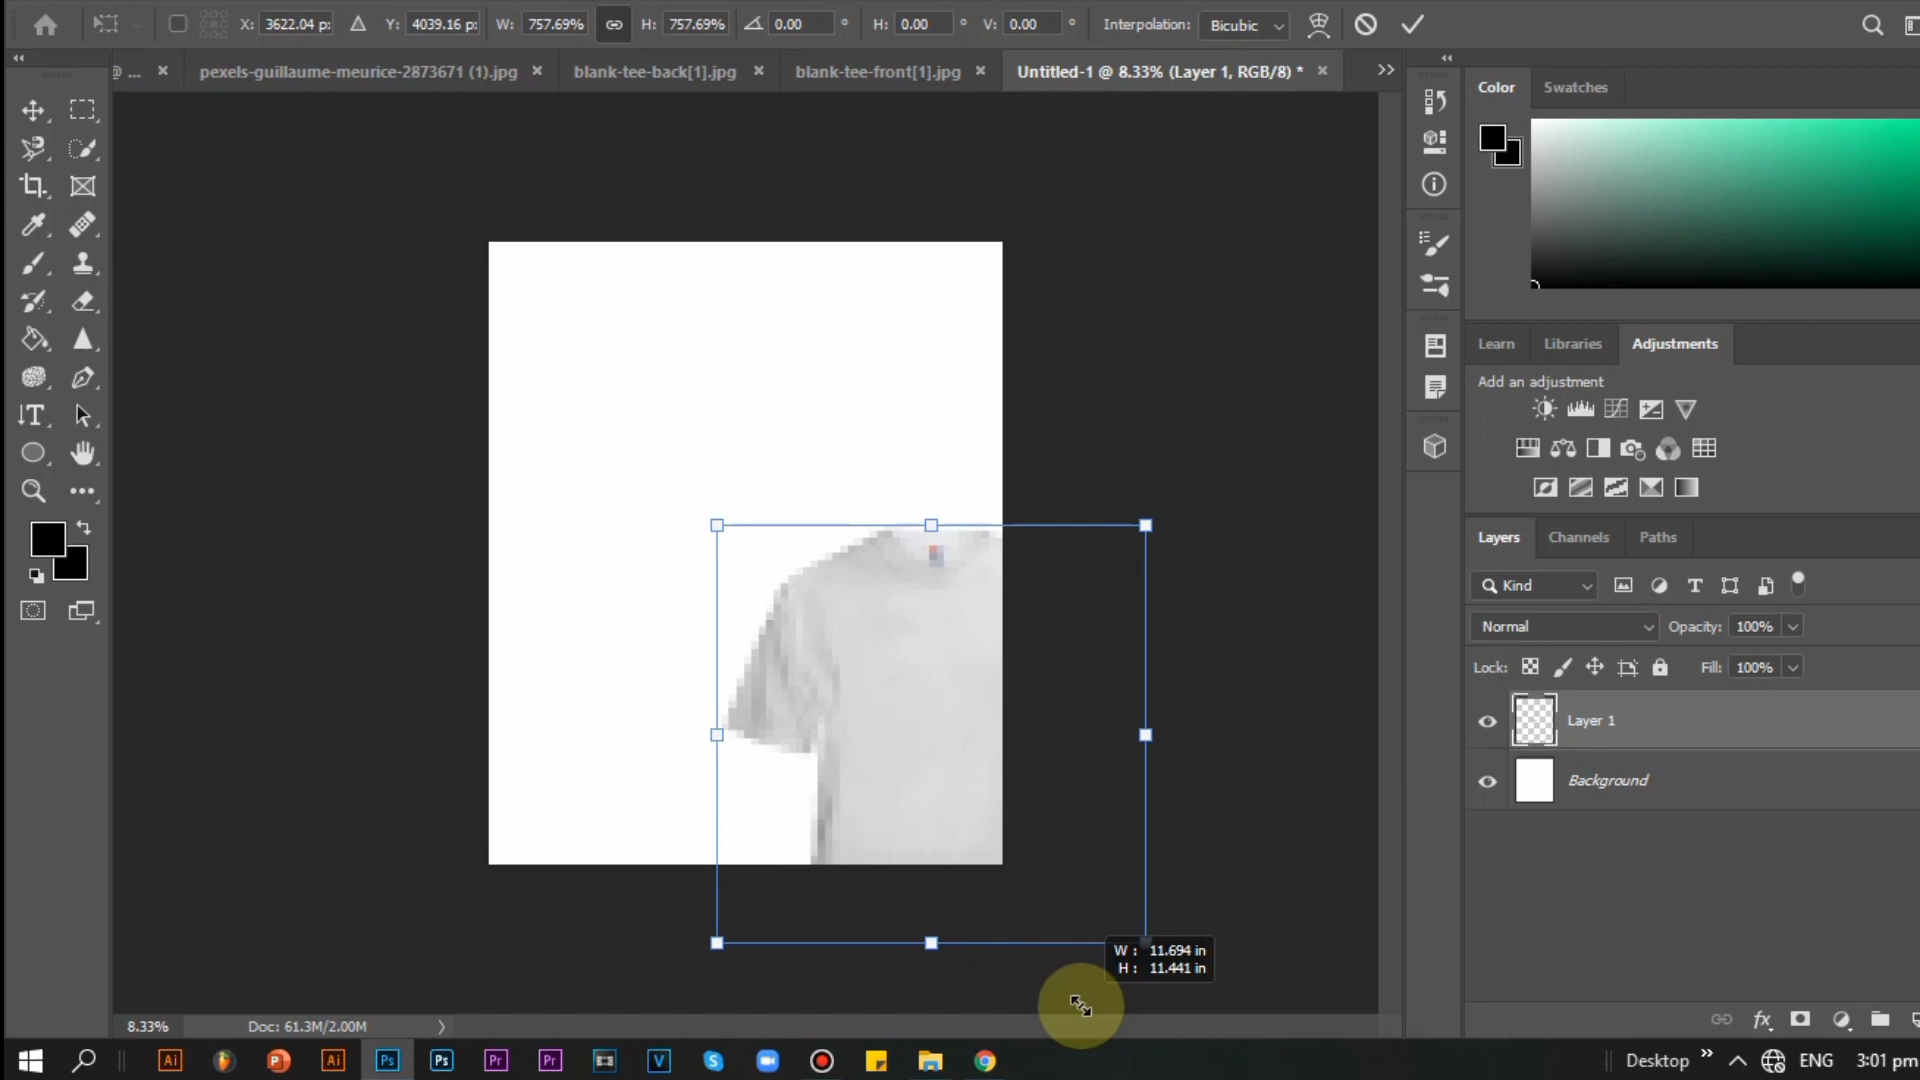 X: 3622.04 px Y: 4039.16 px W: 757.69% H: 757.69% 0.00 ° H: 0.00 ° V: 0.00 ° Interpolation: Bicubic
@ ... × pexels-guillaume-meurice-2873671 (1).jpg × blank-tee-back[1].jpg × blank-tee-front[1].jpg × Untitled-1 @ 8.33% (Layer 1, RGB/8) * ×
Color Swatches
Learn Libraries Adjustments
Add an adjustment
Layers Channels Paths
Kind
Normal Opacity: 100%
Lock: Fill: 100%
Layer 1
Background
W : 11.694 in
H : 11.441 in
8.33% Doc: 61.3M/2.00M
Desktop ENG 3:01 pm